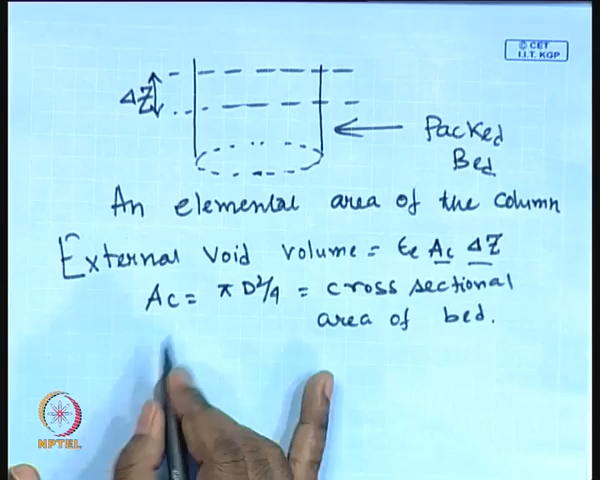 © CET
I.I.T. KGP
ΔZ
Packed
Bed
An elemental area of the column
External void volume = εe Ac ΔZ
Ac = π D²/4 = cross sectional
area of bed.
NPTEL